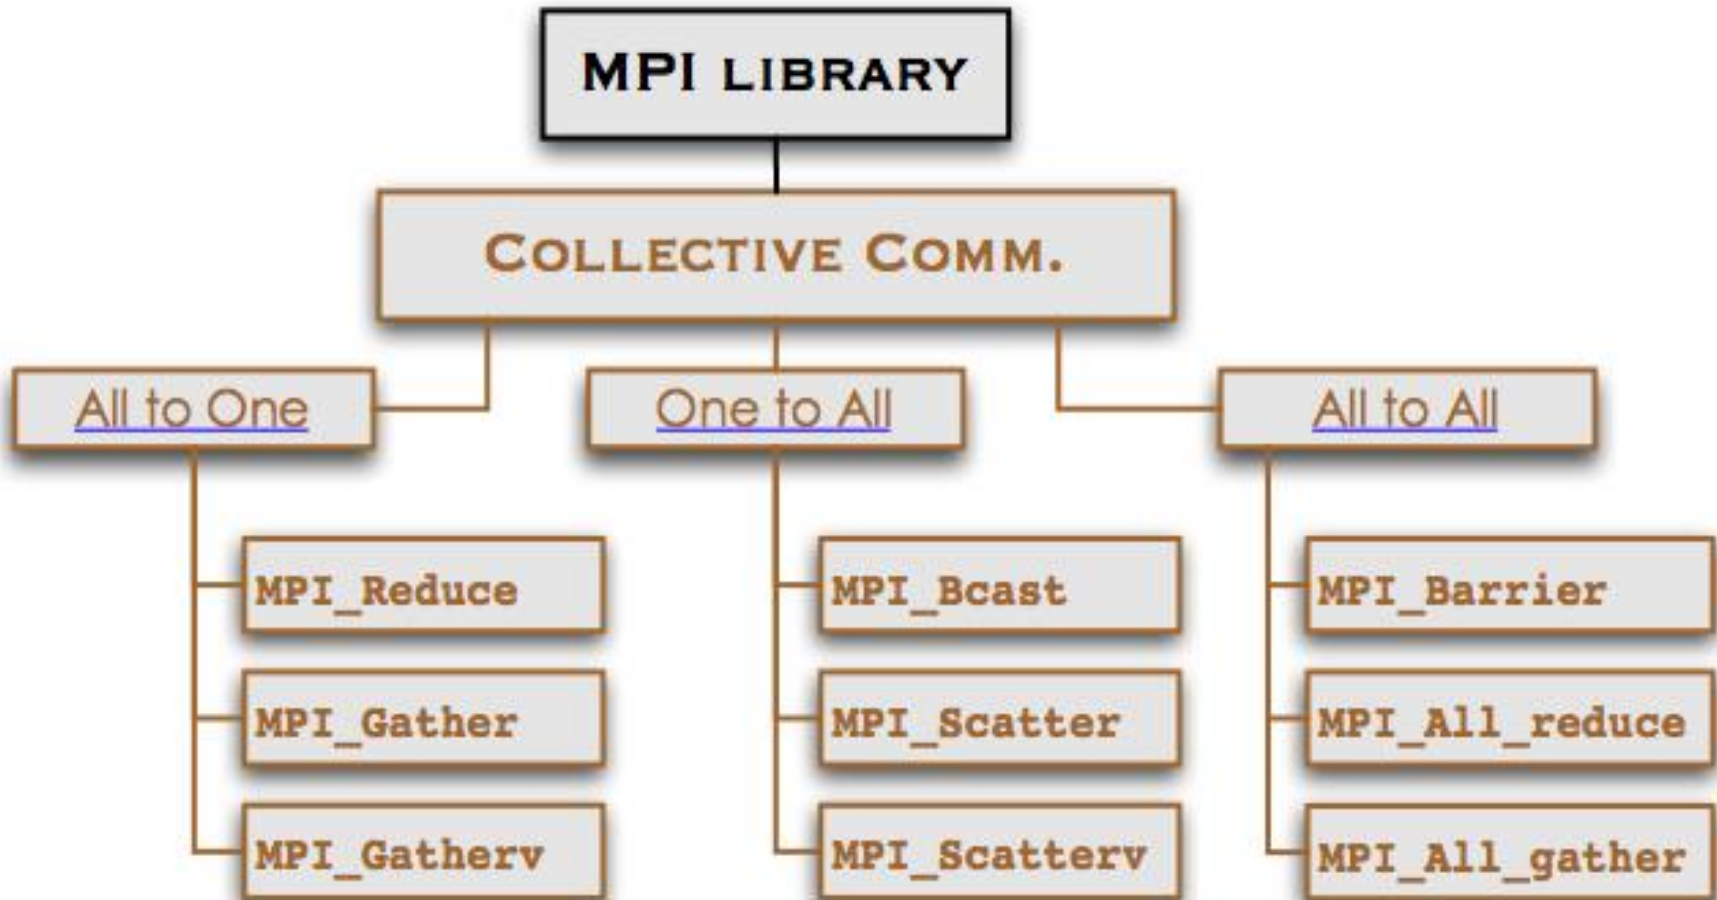 MPI LIBRARY
COLLECTIVE COMM.
All to One
One to All
All to All
MPI_Reduce
MPI_Bcast
MPI_Barrier
MPI_Gather
MPI_Scatter
MPI_All_reduce
MPI_Gatherv
MPI_Scatterv
MPI_All_gather